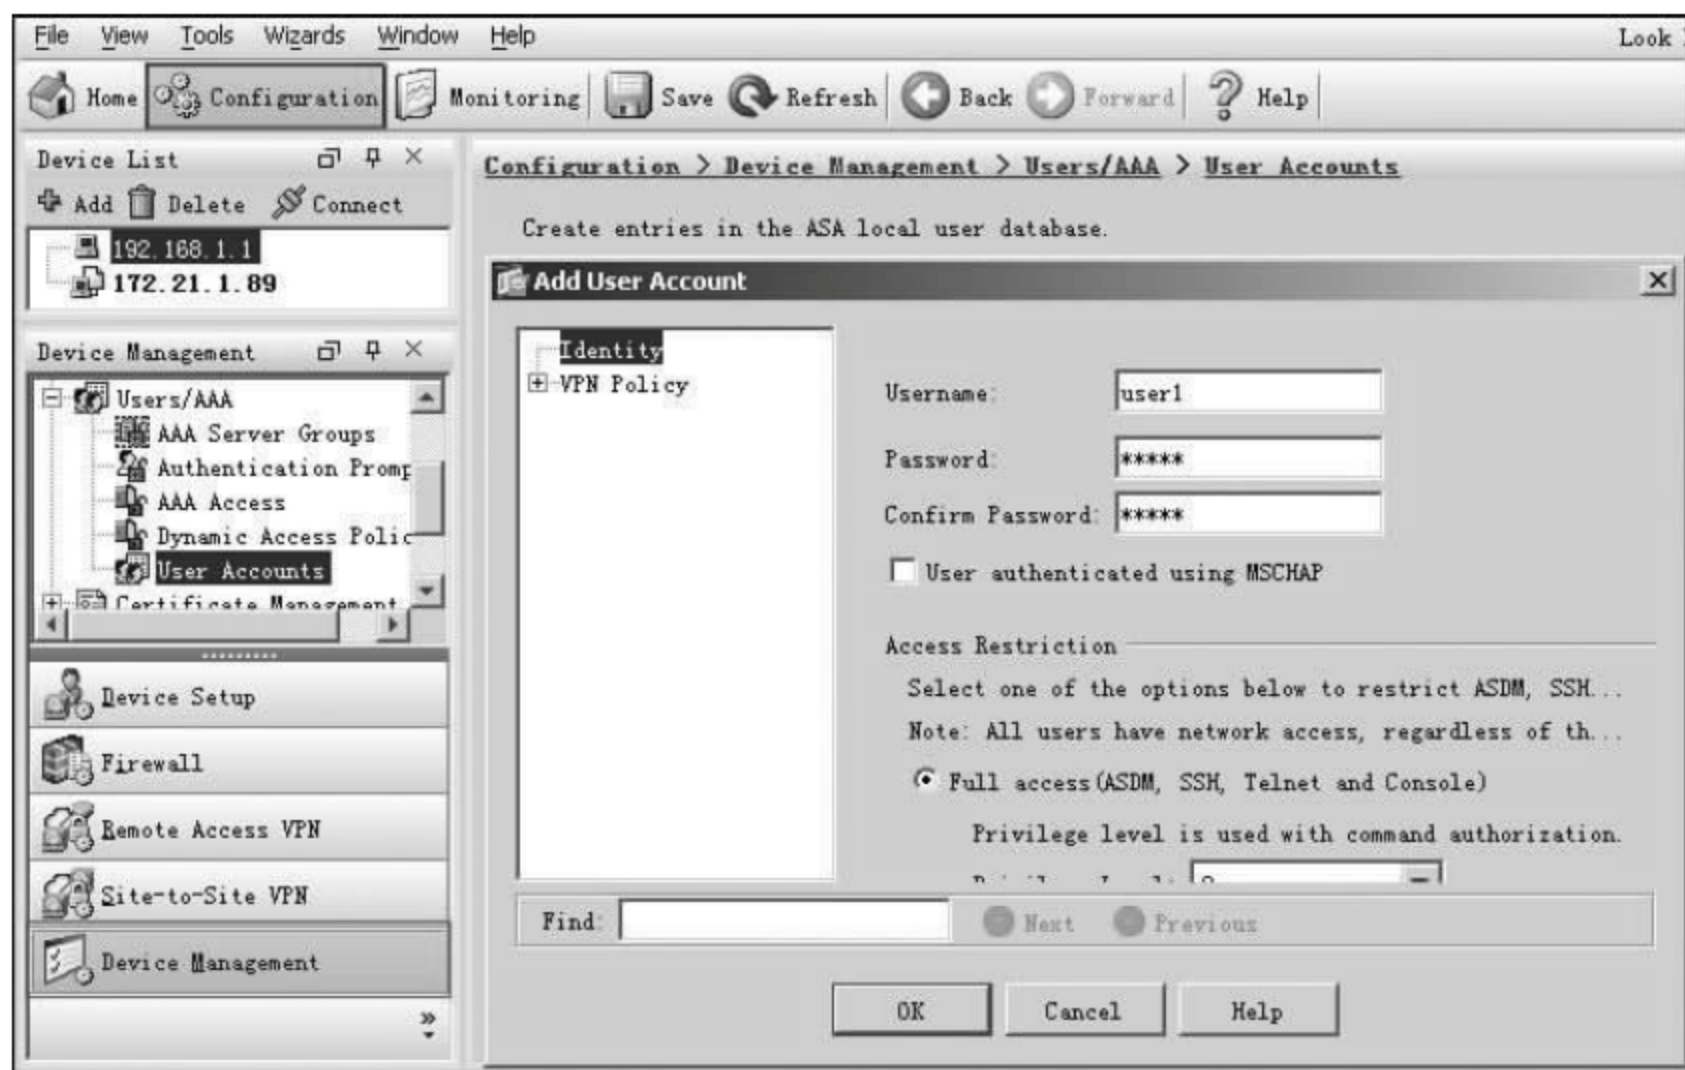 File View Tools Wizards Window Help Look
Home Configuration Monitoring Save Refresh Back Forward Help
Device List
Add Delete Connect
192.168.1.1
172.21.1.89
Device Management
Users/AAA
AAA Server Groups
Authentication Promp
AAA Access
Dynamic Access Polic
User Accounts
Certificate Management
Device Setup
Firewall
Remote Access VPN
Site-to-Site VPN
Device Management
Configuration > Device Management > Users/AAA > User Accounts
Create entries in the ASA local user database.
Add User Account
Identity
VPN Policy
Username: user1
Password: *****
Confirm Password: *****
User authenticated using MSCHAP
Access Restriction
Select one of the options below to restrict ASDM, SSH...
Note: All users have network access, regardless of th...
Full access(ASDM, SSH, Telnet and Console)
Privilege level is used with command authorization.
Find: Next Previous
OK Cancel Help